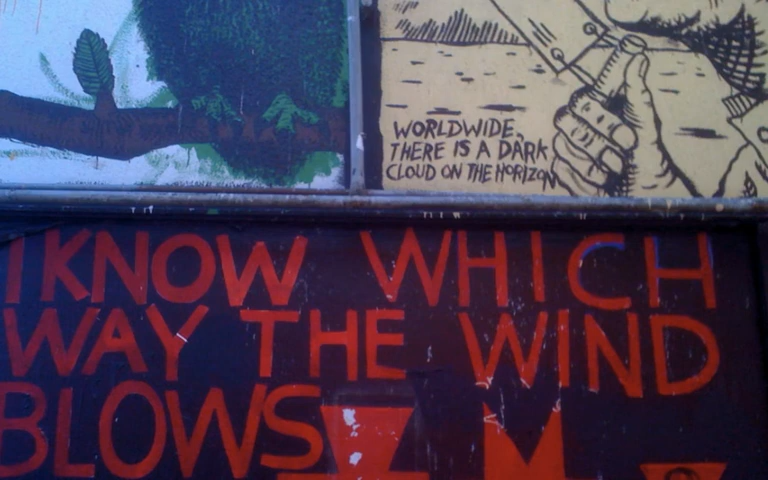 WORLDWIDE,
THERE IS A DARK
CLOUD ON THE HORIZON
I KNOW WHICH
WAY THE WIND
BLOWS